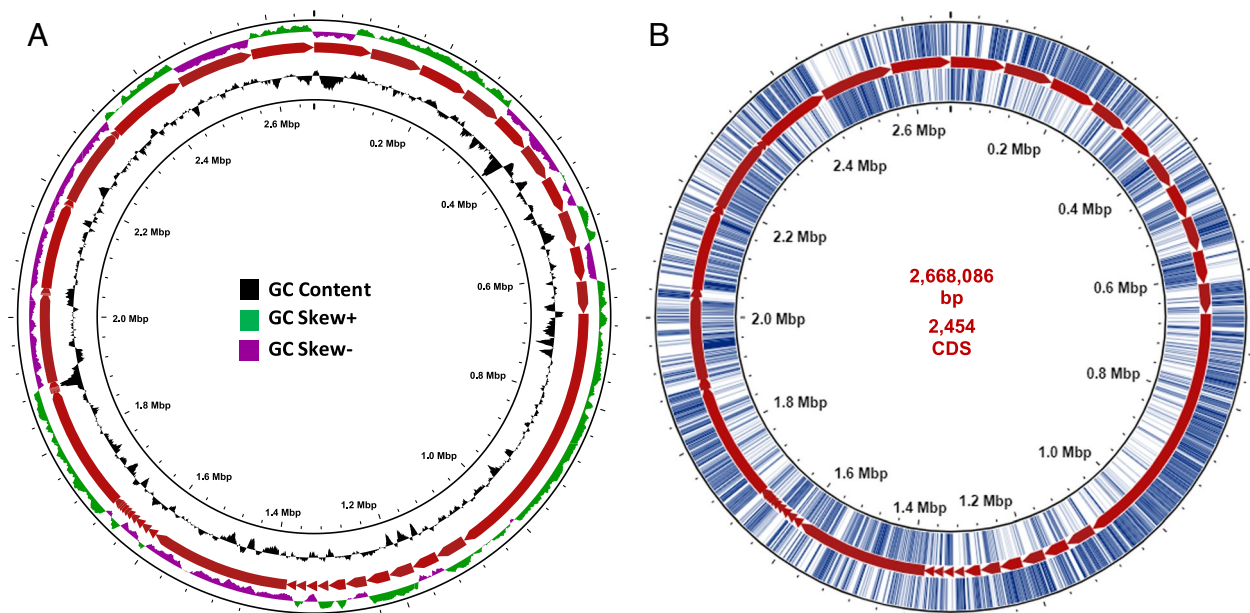 A
2.6 Mbp
0.2 Mbp
2.4 Mbp
0.4 Mbp
2.2 Mbp
0.6 Mbp
2.0 Mbp
0.8 Mbp
1.8 Mbp
1.0 Mbp
1.6 Mbp
1.2 Mbp
1.4 Mbp
GC Content
GC Skew+
GC Skew-
B
2.6 Mbp
0.2 Mbp
2.4 Mbp
0.4 Mbp
2.2 Mbp
0.6 Mbp
2.0 Mbp
0.8 Mbp
1.8 Mbp
1.0 Mbp
1.6 Mbp
1.2 Mbp
1.4 Mbp
2,668,086
bp
2,454
CDS